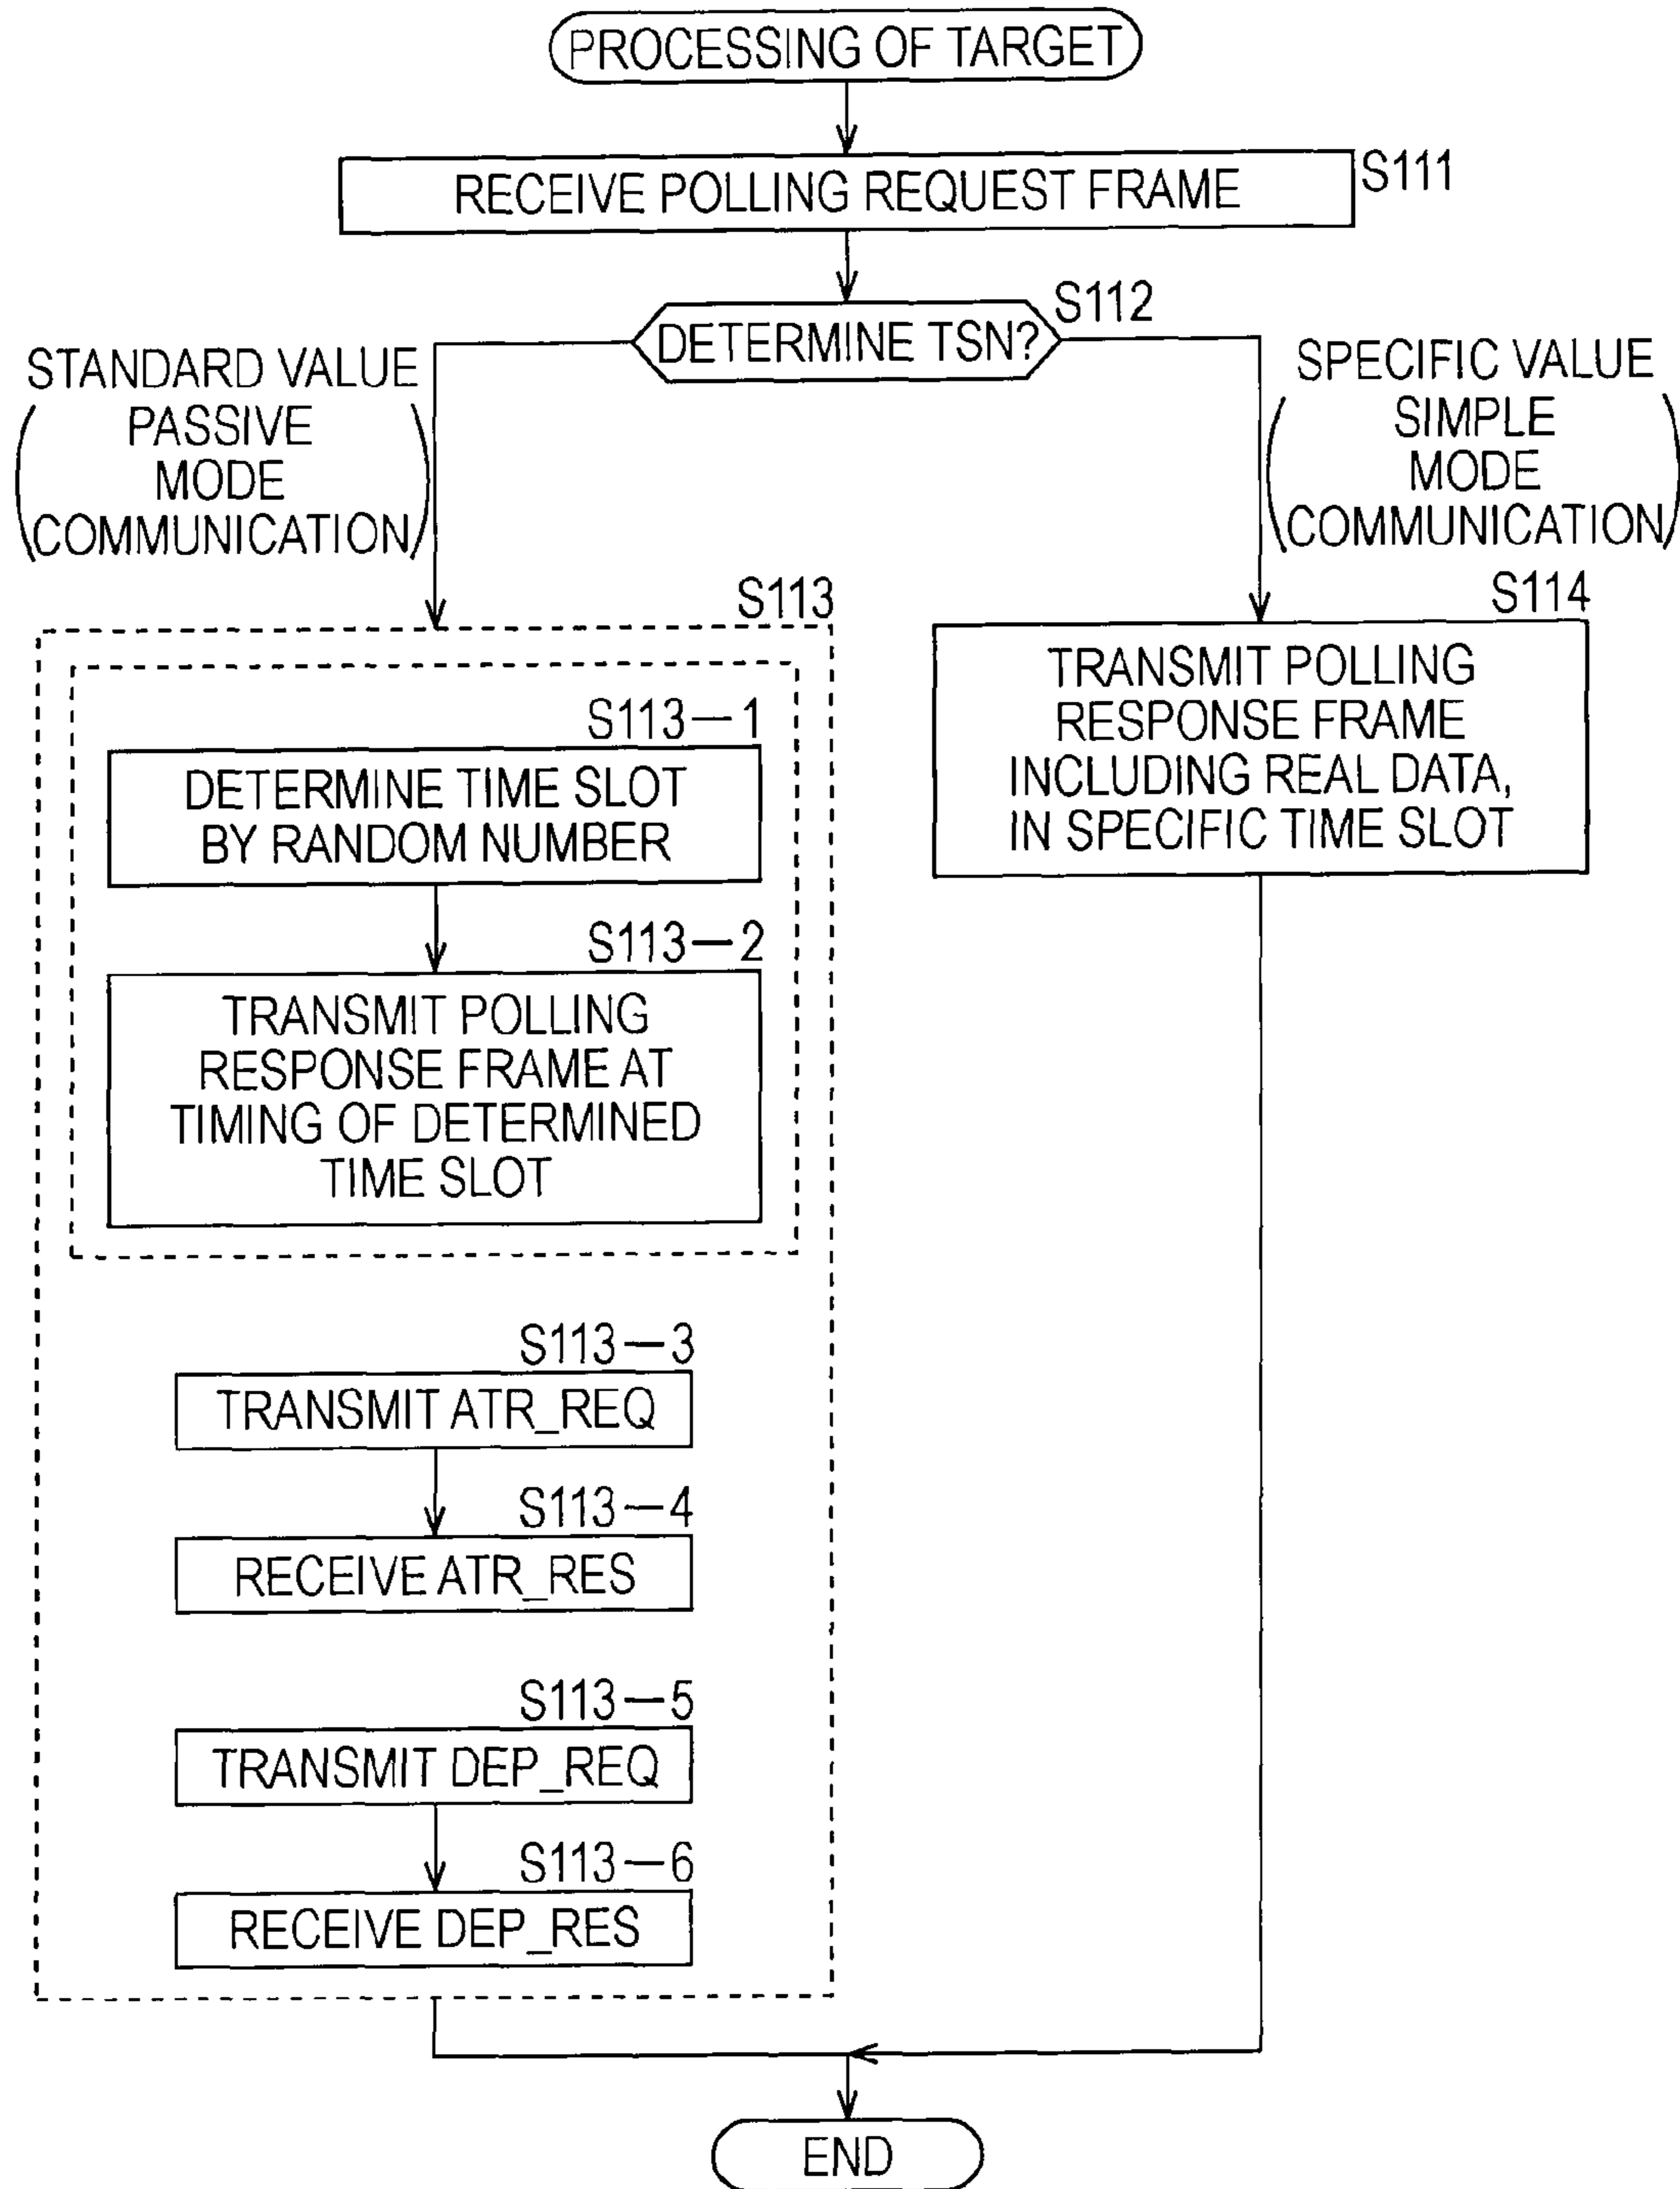 PROCESSING OF TARGET
S111
RECEIVE POLLING REQUEST FRAME
S112
DETERMINE TSN?
STANDARD VALUE
PASSIVE
MODE
COMMUNICATION
SPECIFIC VALUE
SIMPLE
MODE
COMMUNICATION
S113
S113-1
DETERMINE TIME SLOT
BY RANDOM NUMBER
S113-2
TRANSMIT POLLING
RESPONSE FRAME AT
TIMING OF DETERMINED
TIME SLOT
S113-3
TRANSMIT ATR_REQ
S113-4
RECEIVE ATR_RES
S113-5
TRANSMIT DEP_REQ
S113-6
RECEIVE DEP_RES
S114
TRANSMIT POLLING
RESPONSE FRAME
INCLUDING REAL DATA,
IN SPECIFIC TIME SLOT
END